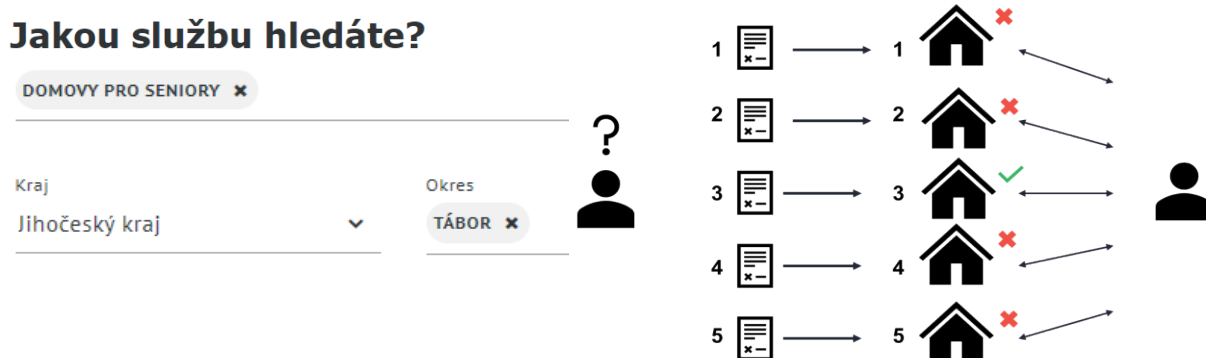 Jakou službu hledáte?
DOMOVY PRO SENIORY ×
?
Kraj
Okres
Jihočeský kraj
TÁBOR ×
1 1
2 2
3 3
4 4
5 5